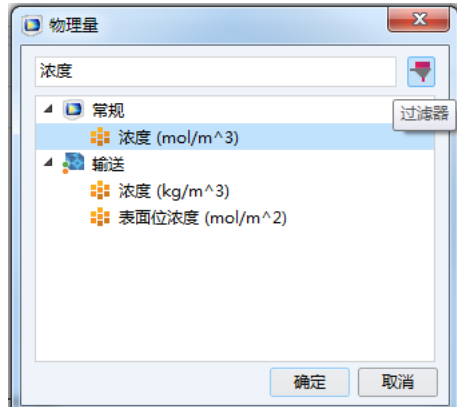 物理量
浓度
过滤器
常规
浓度 (mol/m^3)
输送
浓度 (kg/m^3)
表面位浓度 (mol/m^2)
确定
取消